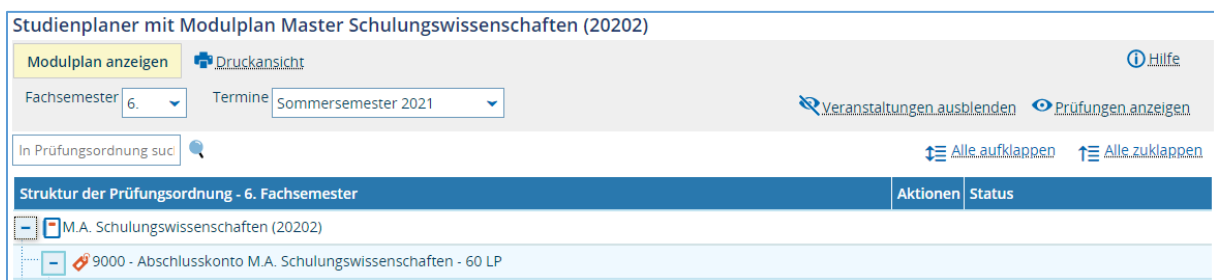 Studienplaner mit Modulplan Master Schulungswissenschaften (20202)
Modulplan anzeigen Druckansicht Hilfe
Fachsemester 6. Termine Sommersemester 2021 Veranstaltungen ausblenden Prüfungen anzeigen
In Prüfungsordnung suc Alle aufklappen Alle zuklappen
Struktur der Prüfungsordnung - 6. Fachsemester Aktionen Status
M.A. Schulungswissenschaften (20202)
9000 - Abschlusskonto M.A. Schulungswissenschaften - 60 LP